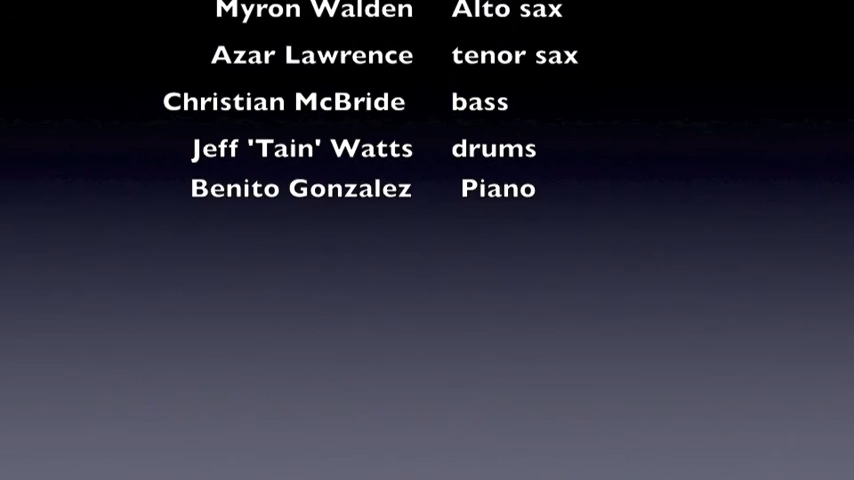 Myron Walden Alto sax
Azar Lawrence tenor sax
Christian McBride bass
Jeff 'Tain' Watts drums
Benito Gonzalez Piano